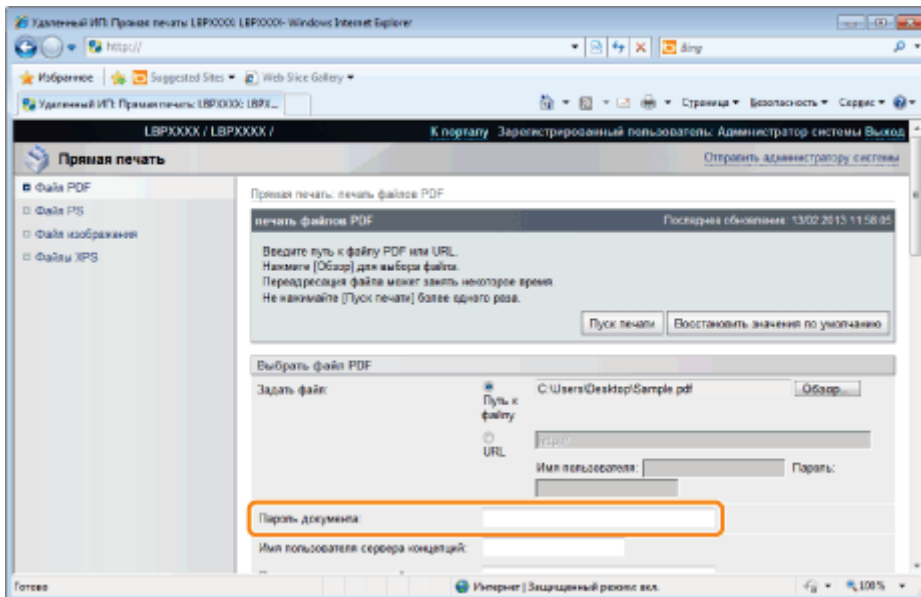 Удаленный ИП: Прямая печать: LBPXXXX: LBPXXXX- Windows Internet Explorer
http://
Bing
Избранное Suggested Sites Web Slice Gallery
Удаленный ИП: Прямая печать: LBPXXXX: LBPX...
Страница Безопасность Сервис
LBPXXXX / LBPXXXX /
К порталу Зарегистрированный пользователь: Администратор системы Выход
Прямая печать
Отправить администратору системы
Файл PDF
Файл PS
Файл изображения
Файлы XPS
Прямая печать: печать файлов PDF
печать файлов PDF
Последнее обновление: 13/02 2013 11:58:05
Введите путь к файлу PDF или URL.
Нажмите [Обзор] для выбора файла.
Переадресация файла может занять некоторое время.
Не нажимайте [Пуск печати] более одного раза.
Пуск печати
Восстановить значения по умолчанию
Выбрать файл PDF
Задать файл:
Путь к файлу
C:\Users\Desktop\Sample.pdf
Обзор...
URL
http://
Имя пользователя:
Пароль:
Пароль документа:
Имя пользователя сервера концепций:
Готово
Интернет | Защищенный режим: вкл.
100%